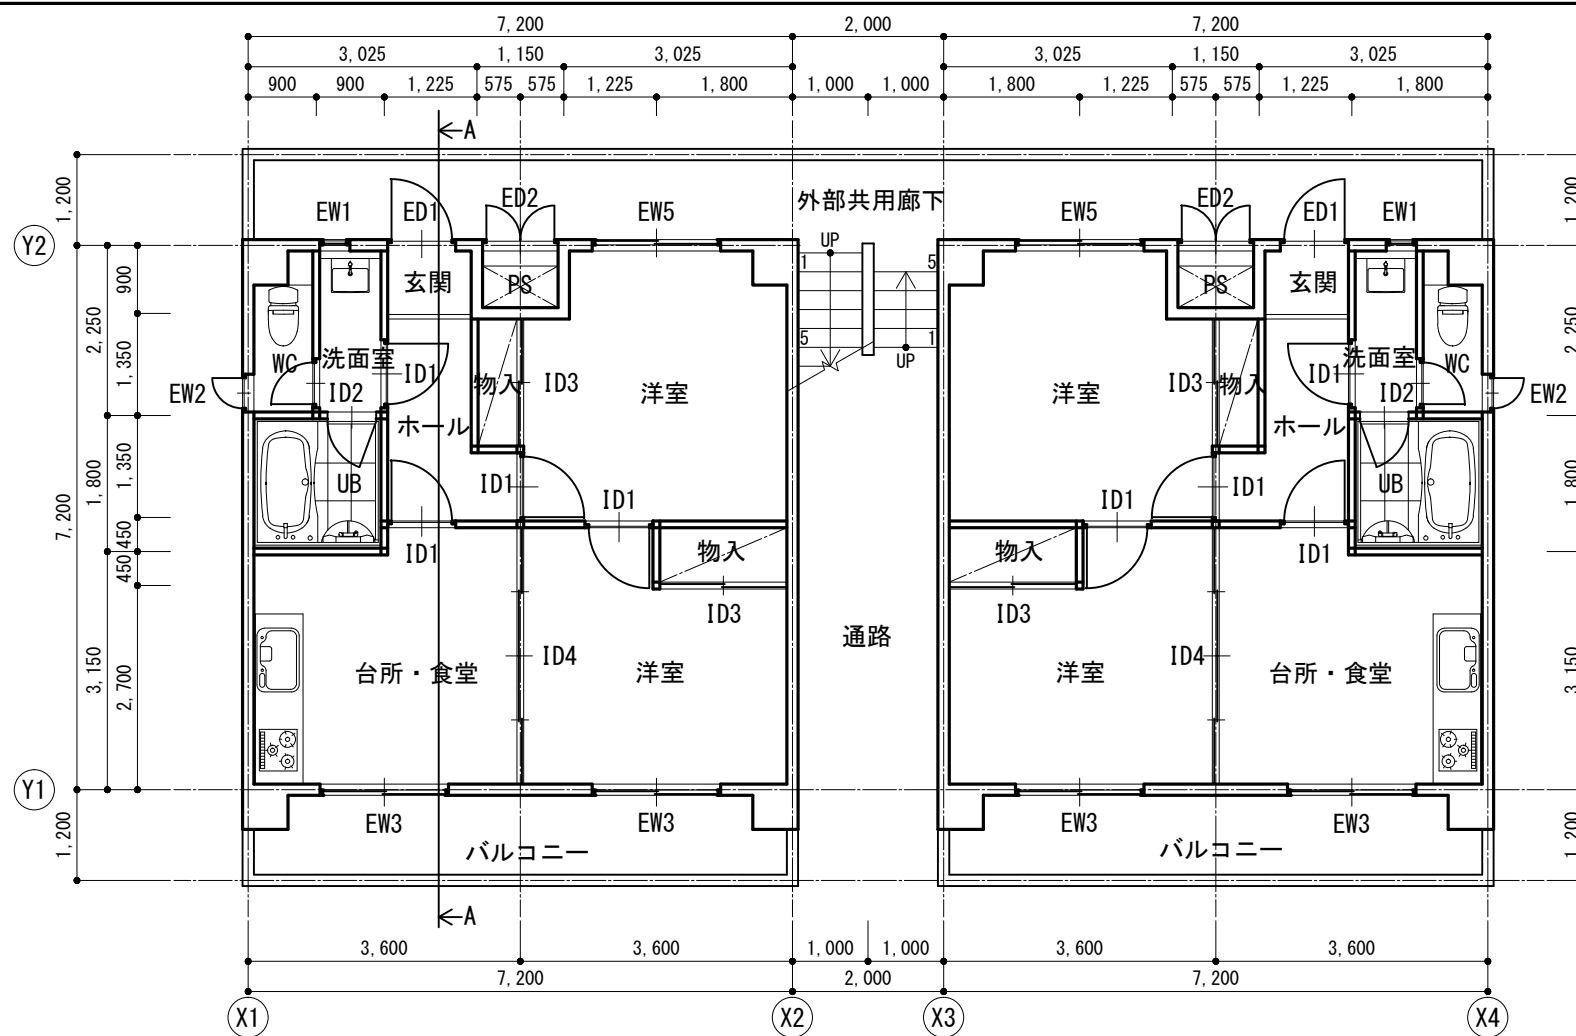 7,200 2,000 7,200
3,025 1,150 3,025 3,025 1,150 3,025
900 900 1,225 575 575 1,225 1,800 1,000 1,000 1,800 1,225 575 575 1,225 1,800
A
1,200 1,200
外部共用廊下
EW1 ED1 ED2 EW5 EW5 ED2 ED1 EW1
Y2
UP
1 5
900
玄関 PS PS 玄関
2,250 2,250
5 1
UP
1,350
WC 洗面室 ID1 物入 ID3 洋室 洋室 ID3 物入 ID1 洗面室 WC
EW2 ID2 ID2 EW2
ホール ホール
1,800 1,350 1,800
UB ID1 ID1 ID1 ID1 UB
7,200
450
ID1 物入 物入 ID1
450
ID3 ID3
通路
3,150 2,700 3,150
台所・食堂 ID4 洋室 洋室 ID4 台所・食堂
Y1
EW3 EW3 EW3 EW3
1,200 1,200
バルコニー バルコニー
A
3,600 3,600 1,000 1,000 3,600 3,600
7,200 2,000 7,200
X1 X2 X3 X4